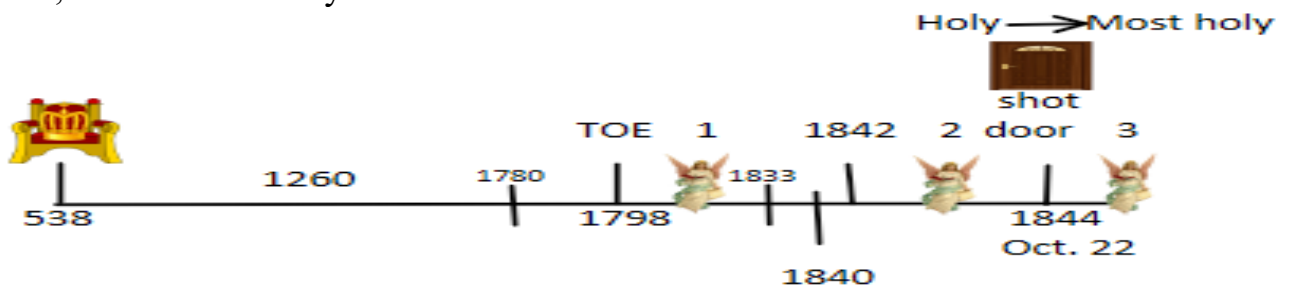 Holy Most holy
shot
TOE 1 1842 2 door 3
1260 1780 1833
538 1798 1844
Oct. 22
1840